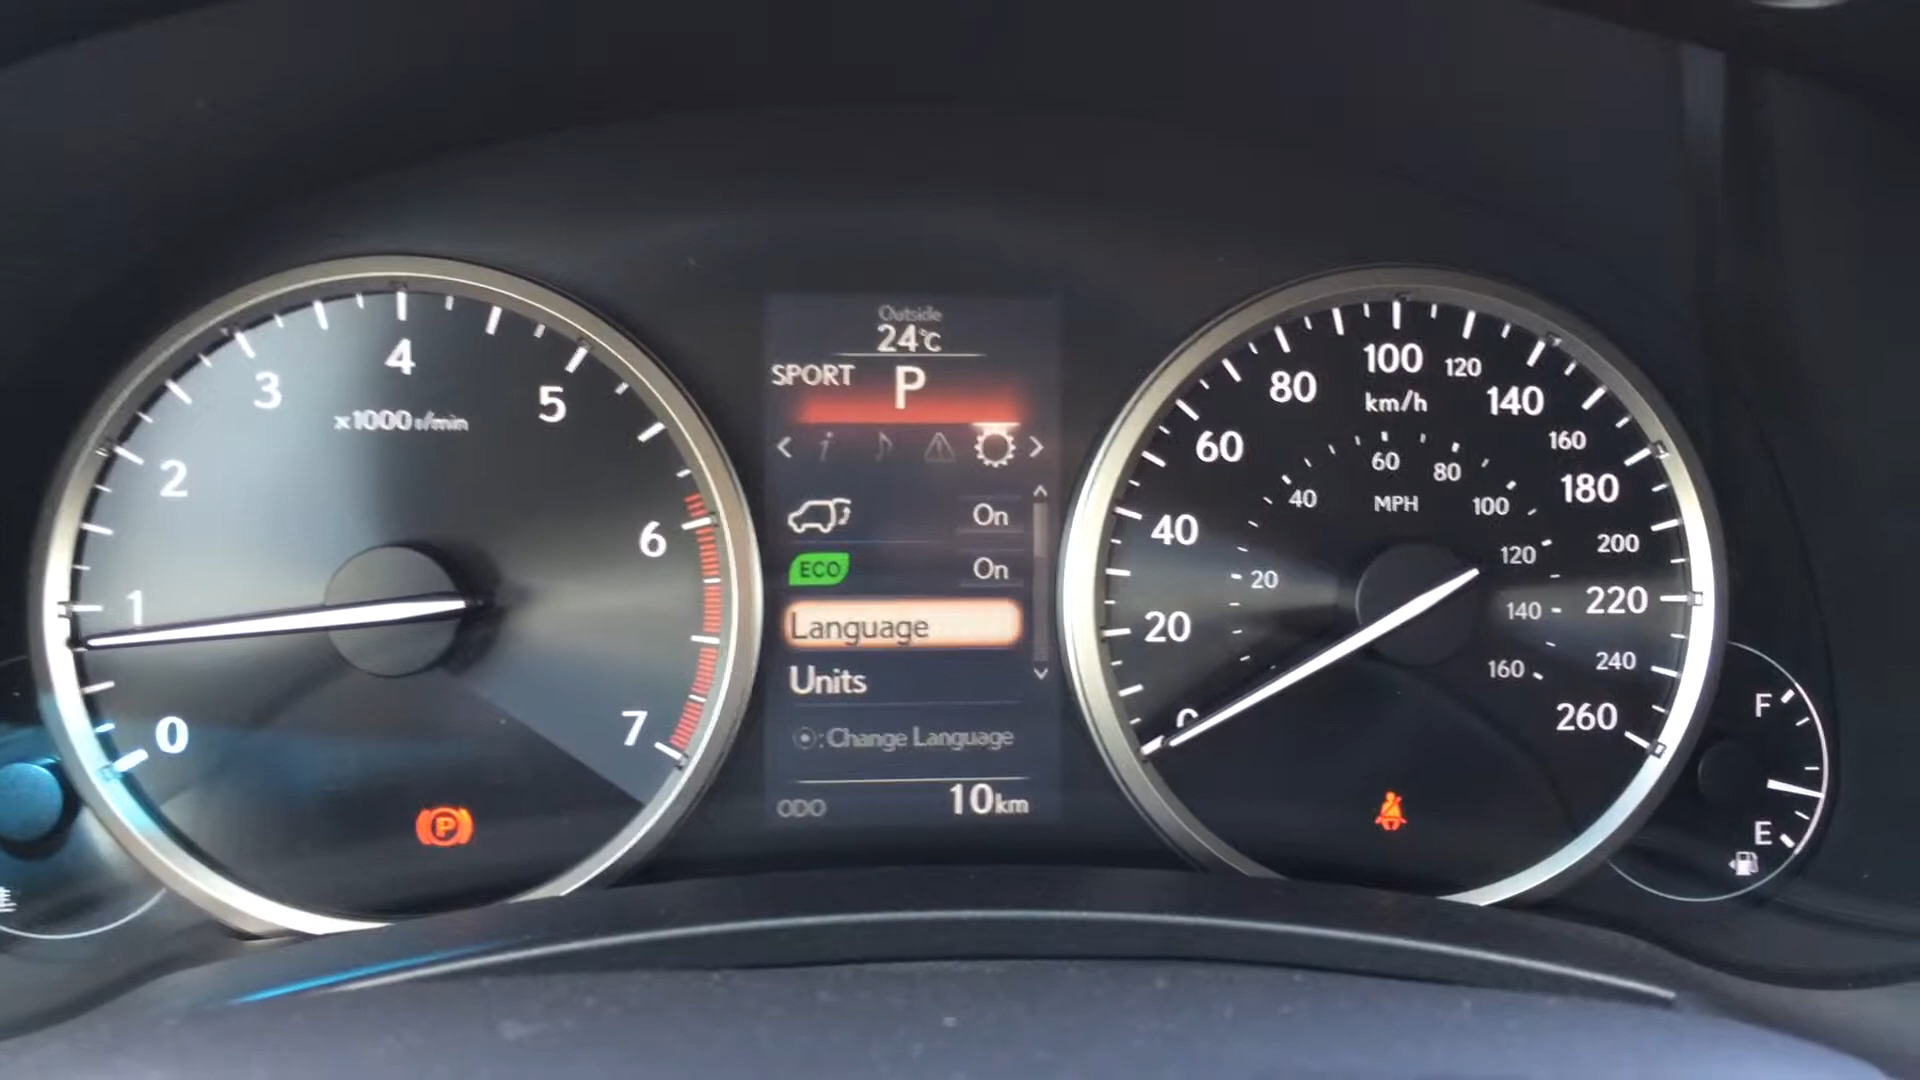 Outside
24°C
SPORT P
On
ECO On
Language
Units
: Change Language
ODO 10km
0
1
2
3
4
5
6
7
x1000r/min
P
0
20
40
60
80
100
120
140
160
180
200
220
240
260
km/h
20
40
60
80
100
120
140
160
MPH
F
E